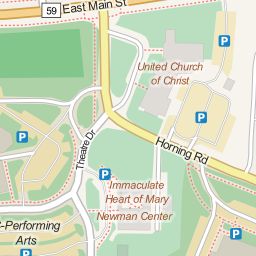 59
East Main St
P
United Church
of Christ
P
P
Theatre Dr
Horning Rd
P
P
Immaculate
Heart of Mary
Newman Center
-Performing
Arts
P
P